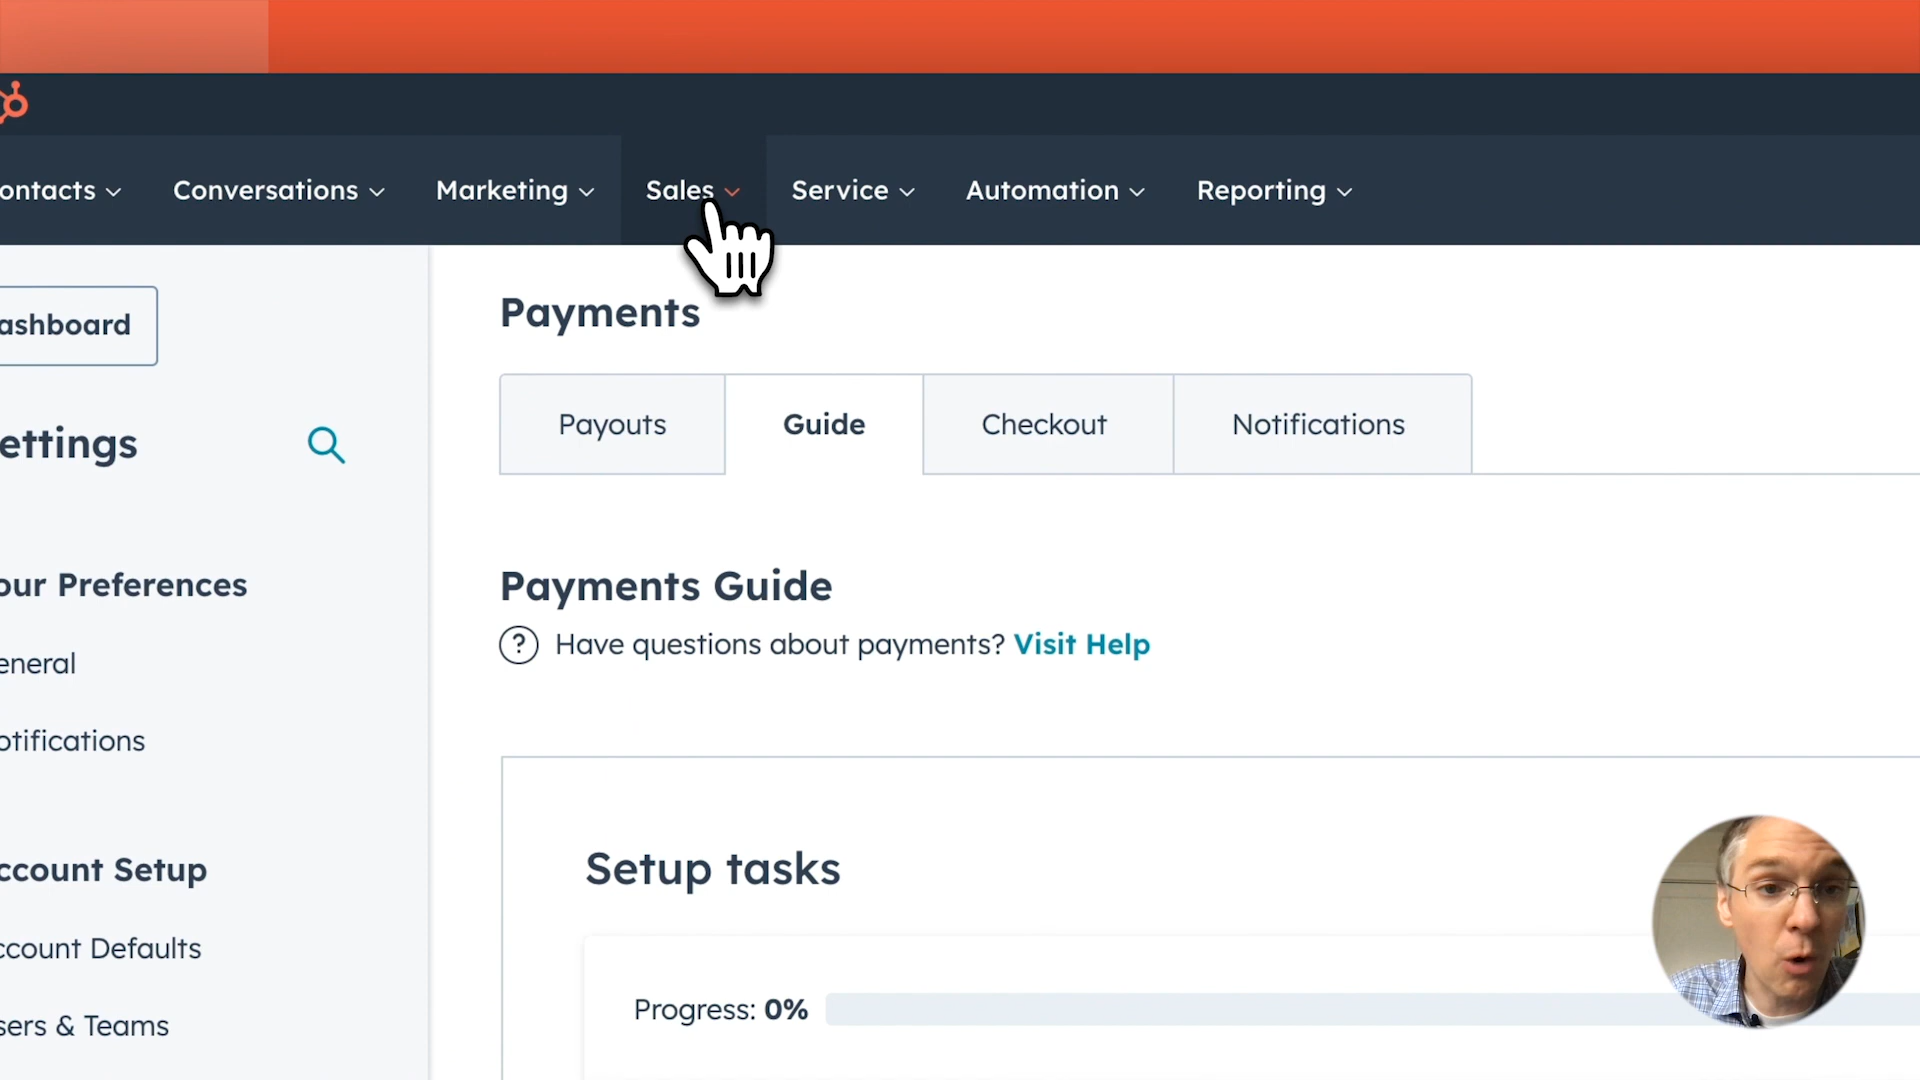 ontacts
Conversations
Marketing
Sales
Service
Automation
Reporting
ashboard
Payments
Payouts
Guide
Checkout
Notifications
ettings
our Preferences
eneral
otifications
ccount Setup
ccount Defaults
sers & Teams
Payments Guide
? Have questions about payments? Visit Help
Setup tasks
Progress: 0%